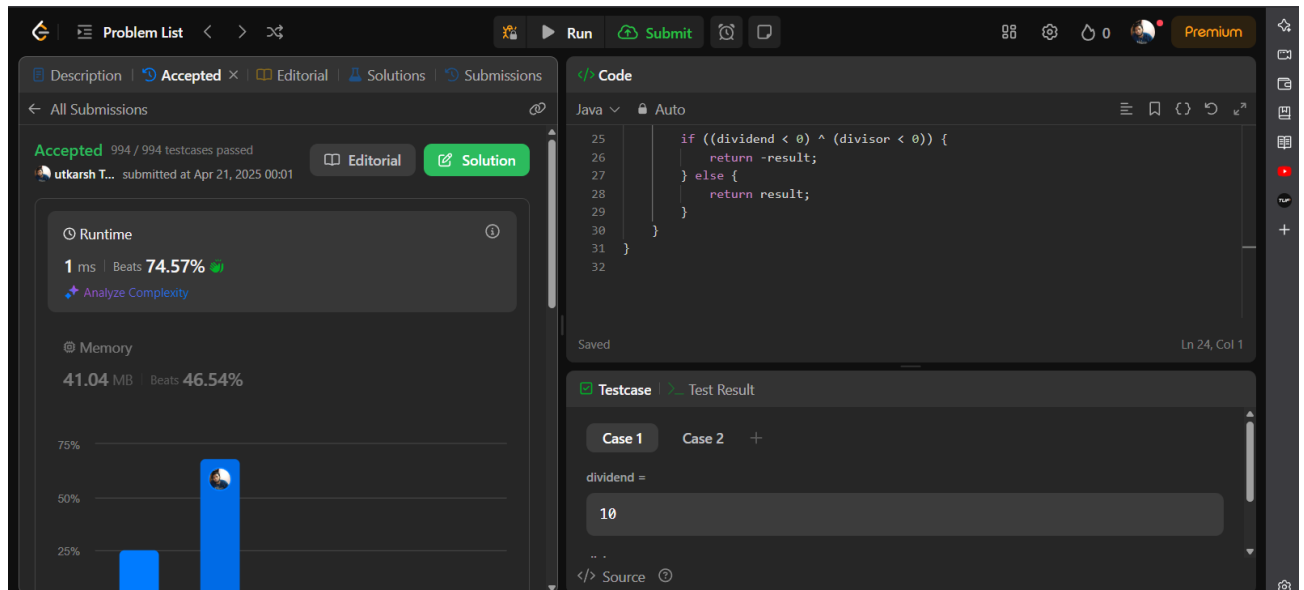 Problem List
Run
Submit
0
Premium
Description
Accepted
Editorial
Solutions
Submissions
All Submissions
Accepted 994 / 994 testcases passed
utkarsh T... submitted at Apr 21, 2025 00:01
Editorial
Solution
Runtime
1 ms Beats 74.57%
Analyze Complexity
Memory
41.04 MB Beats 46.54%
75%
50%
25%
</> Code
Java
Auto
25 if ((dividend < 0) ^ (divisor < 0)) {
26 return -result;
27 } else {
28 return result;
29 }
30 }
31 }
32
Saved
Ln 24, Col 1
Testcase
>_ Test Result
Case 1
Case 2
+
dividend =
10
</> Source
TUF